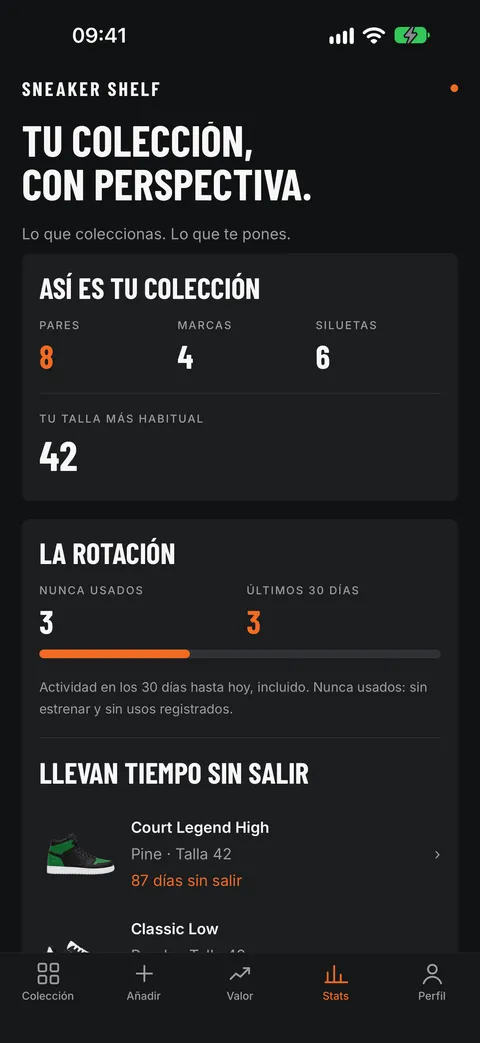 09:41
SNEAKER SHELF
TU COLECCIÓN,
CON PERSPECTIVA.
Lo que coleccionas. Lo que te pones.
ASÍ ES TU COLECCIÓN
PARES MARCAS SILUETAS
8 4 6
TU TALLA MÁS HABITUAL
42
LA ROTACIÓN
NUNCA USADOS ÚLTIMOS 30 DÍAS
3 3
Actividad en los 30 días hasta hoy, incluido. Nunca usados: sin
estrenar y sin usos registrados.
LLEVAN TIEMPO SIN SALIR
Court Legend High
Pine · Talla 42
87 días sin salir
Classic Low
Colección Añadir Valor Stats Perfil